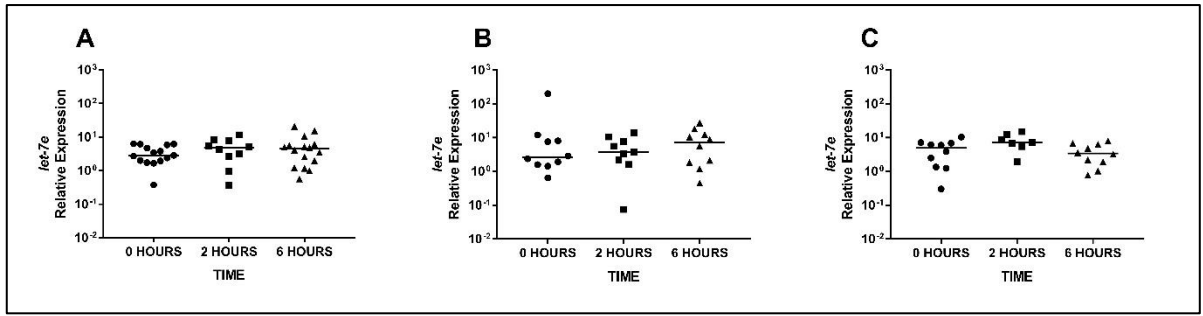 A
let-7e
Relative Expression
10³
10²
10¹
10⁰
10⁻¹
10⁻²
0 HOURS 2 HOURS 6 HOURS
TIME
B
let-7e
Relative Expression
10³
10²
10¹
10⁰
10⁻¹
10⁻²
0 HOURS 2 HOURS 6 HOURS
TIME
C
let-7e
Relative Expression
10³
10²
10¹
10⁰
10⁻¹
10⁻²
0 HOURS 2 HOURS 6 HOURS
TIME